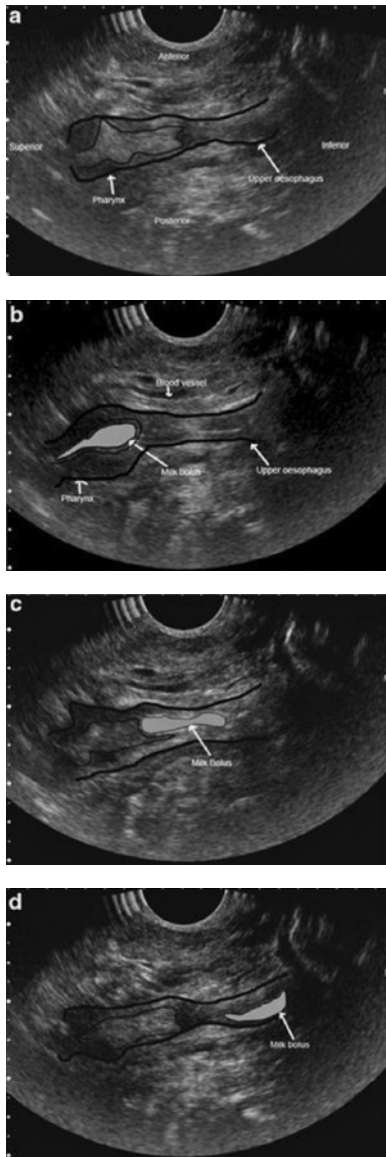 a
Anterior
Superior
Inferior
Upper oesophagus
Pharynx
Posterior
b
Blood vessel
Milk bolus
Upper oesophagus
Pharynx
c
Milk Bolus
d
Milk bolus